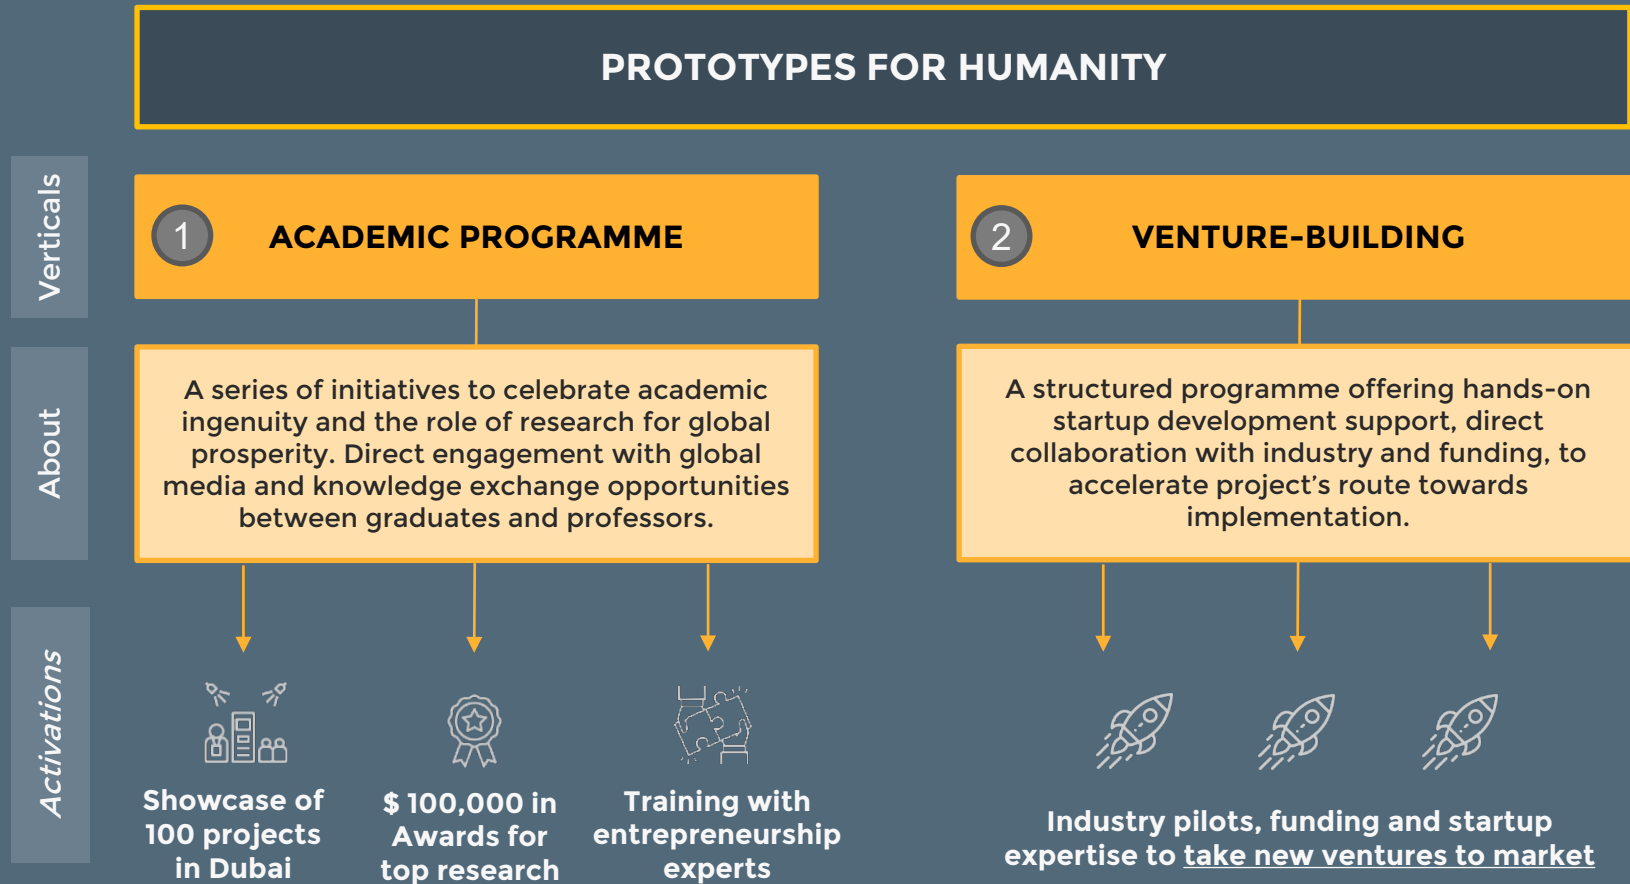 PROTOTYPES FOR HUMANITY
Verticals
1
ACADEMIC PROGRAMME
2
VENTURE-BUILDING
About
A series of initiatives to celebrate academic
ingenuity and the role of research for global
prosperity. Direct engagement with global
media and knowledge exchange opportunities
between graduates and professors.
A structured programme offering hands-on
startup development support, direct
collaboration with industry and funding, to
accelerate project’s route towards
implementation.
Activations
Showcase of
100 projects
in Dubai
$ 100,000 in
Awards for
top research
Training with
entrepreneurship
experts
Industry pilots, funding and startup
expertise to take new ventures to market